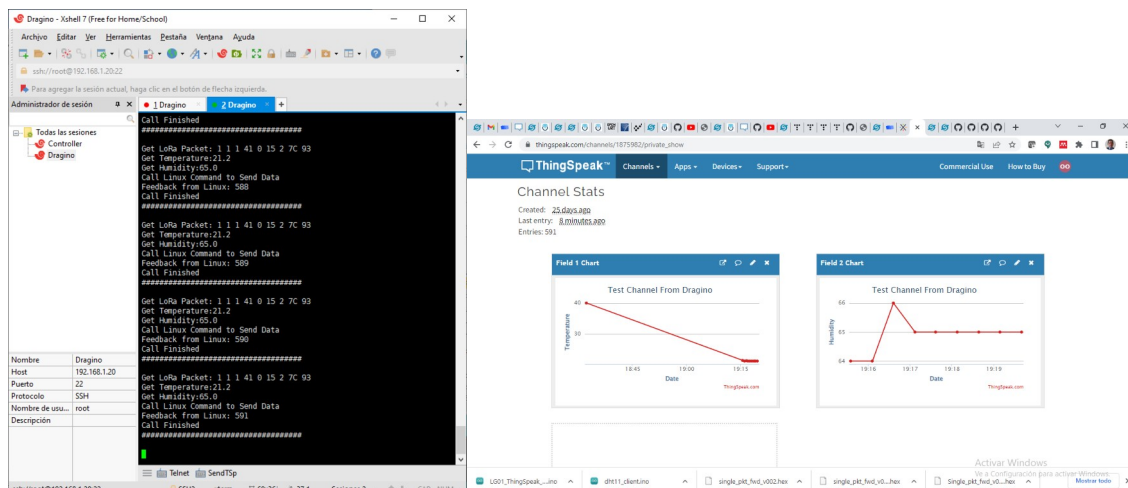 Dragino - Xshell 7 (Free for Home/School)
Archivo Editar Ver Herramientas Pestaña Ventana Ayuda
ssh://root@192.168.1.20:22
Para agregar la sesión actual, haga clic en el botón de flecha izquierda.
Administrador de sesión
1 Dragino
2 Dragino
Todas las sesiones
Controller
Dragino
Call Finished
####################################
Get LoRa Packet: 1 1 1 41 0 15 2 7C 93
Get Temperature:21.2
Get Humidity:65.0
Call Linux Command to Send Data
Feedback from Linux: 588
Call Finished
####################################
Get LoRa Packet: 1 1 1 41 0 15 2 7C 93
Get Temperature:21.2
Get Humidity:65.0
Call Linux Command to Send Data
Feedback from Linux: 589
Call Finished
####################################
Get LoRa Packet: 1 1 1 41 0 15 2 7C 93
Get Temperature:21.2
Get Humidity:65.0
Call Linux Command to Send Data
Feedback from Linux: 590
Call Finished
####################################
Get LoRa Packet: 1 1 1 41 0 15 2 7C 93
Get Temperature:21.2
Get Humidity:65.0
Call Linux Command to Send Data
Feedback from Linux: 591
Call Finished
####################################
Nombre Dragino
Host 192.168.1.20
Puerto 22
Protocolo SSH
Nombre de usu... root
Descripción
Telnet SendTSp
thingspeak.com/channels/1875982/private_show
ThingSpeak™ Channels Apps Devices Support Commercial Use How to Buy OO
Channel Stats
Created: 25 days ago
Last entry: 8 minutes ago
Entries: 591
Field 1 Chart
Test Channel From Dragino
Temperature
40
30
18:45 19:00 19:15
Date
ThingSpeak.com
Field 2 Chart
Test Channel From Dragino
Humidity
66
65
64
19:16 19:16 19:17 19:18 19:19
Date
ThingSpeak.com
Activar Windows
Ve a Configuración para activar Windows.
LG01_ThingSpeak_...ino
dht11_client.ino
single_pkt_fwd_v002.hex
single_pkt_fwd_v0...hex
Single_pkt_fwd_v0...hex
Mostrar todo